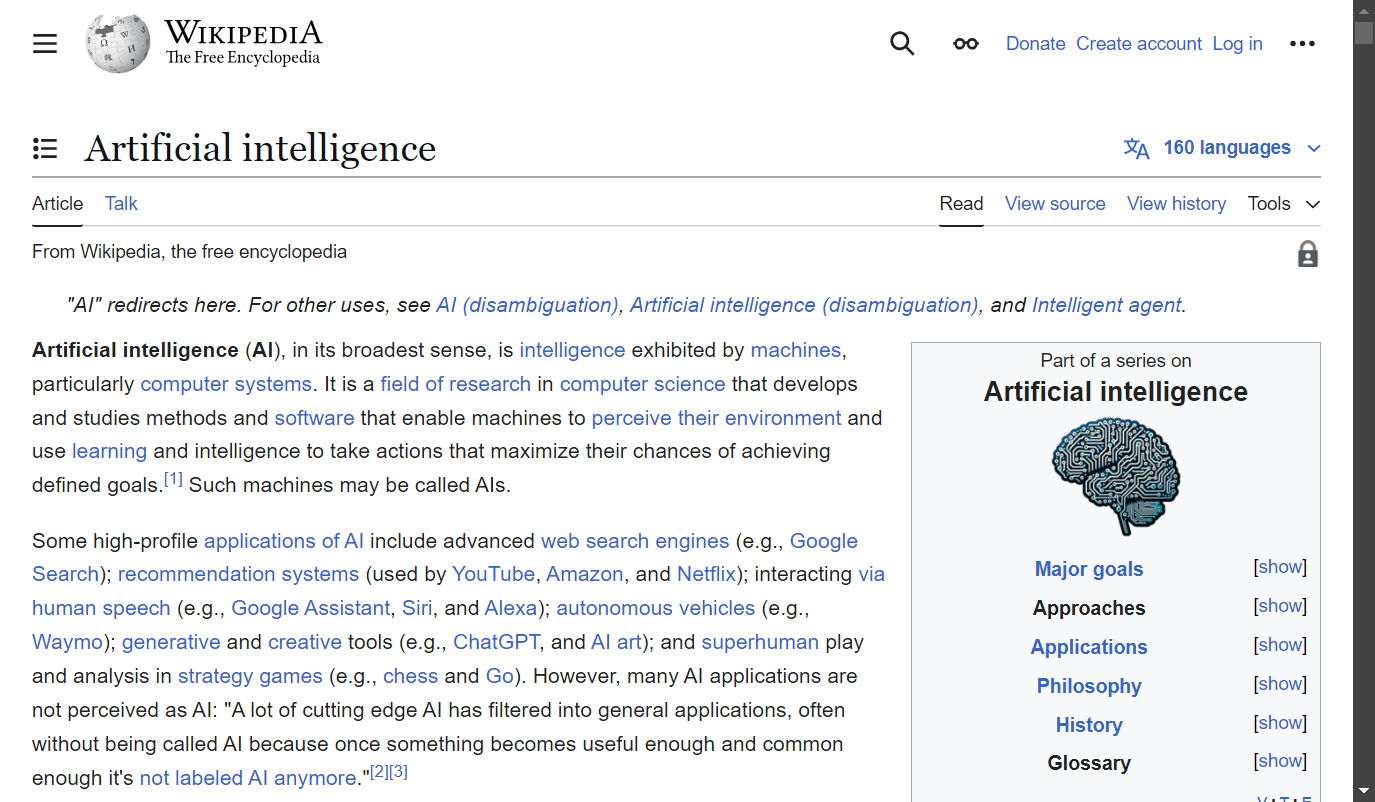 WIKIPEDIA
The Free Encyclopedia
Donate Create account Log in
Artificial intelligence
160 languages
Article Talk
Read View source View history Tools
From Wikipedia, the free encyclopedia
"AI" redirects here. For other uses, see AI (disambiguation), Artificial intelligence (disambiguation), and Intelligent agent.
Artificial intelligence (AI), in its broadest sense, is intelligence exhibited by machines,
particularly computer systems. It is a field of research in computer science that develops
and studies methods and software that enable machines to perceive their environment and
use learning and intelligence to take actions that maximize their chances of achieving
defined goals.[1] Such machines may be called AIs.
Some high-profile applications of AI include advanced web search engines (e.g., Google
Search); recommendation systems (used by YouTube, Amazon, and Netflix); interacting via
human speech (e.g., Google Assistant, Siri, and Alexa); autonomous vehicles (e.g.,
Waymo); generative and creative tools (e.g., ChatGPT, and AI art); and superhuman play
and analysis in strategy games (e.g., chess and Go). However, many AI applications are
not perceived as AI: "A lot of cutting edge AI has filtered into general applications, often
without being called AI because once something becomes useful enough and common
enough it's not labeled AI anymore."[2][3]
Part of a series on
Artificial intelligence
Major goals [show]
Approaches [show]
Applications [show]
Philosophy [show]
History [show]
Glossary [show]